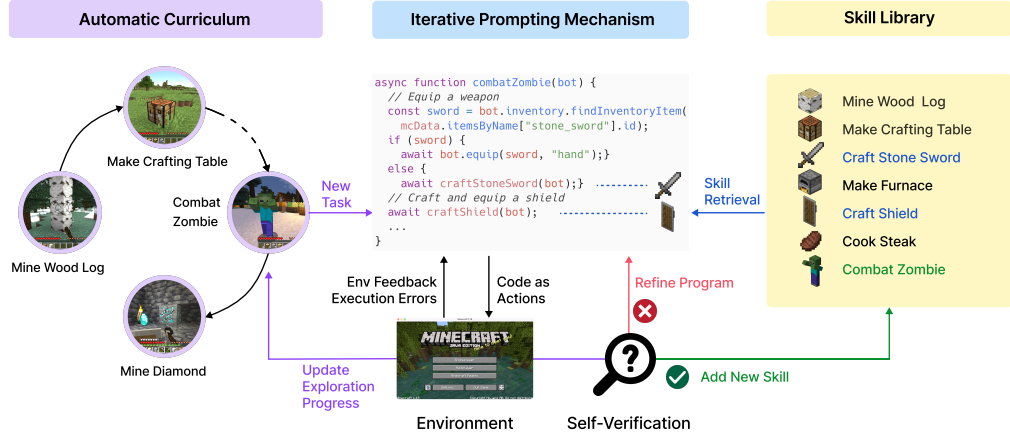 Automatic Curriculum
Iterative Prompting Mechanism
Skill Library
Make Crafting Table
Combat
Zombie
Mine Wood Log
Mine Diamond
New
Task
async function combatZombie(bot) {
// Equip a weapon
const sword = bot.inventory.findInventoryItem(
mcData.itemsByName["stone_sword"].id);
if (sword) {
await bot.equip(sword, "hand");}
else {
await craftStoneSword(bot);}
// Craft and equip a shield
await craftShield(bot);
...
}
Skill
Retrieval
Mine Wood Log
Make Crafting Table
Craft Stone Sword
Make Furnace
Craft Shield
Cook Steak
Combat Zombie
Env Feedback
Execution Errors
Code as
Actions
Refine Program
MINECRAFT
JAVA EDITION
?
Update
Exploration
Progress
Add New Skill
Environment
Self-Verification